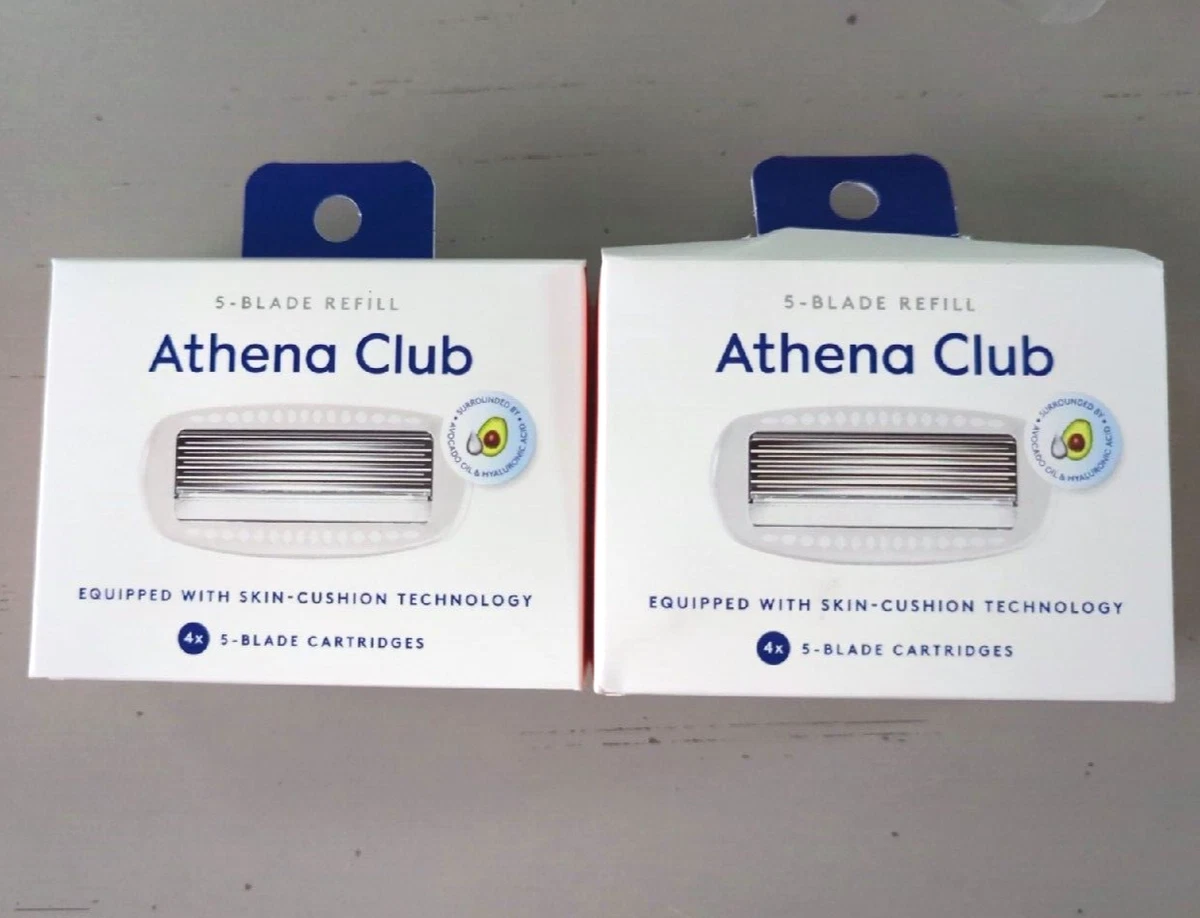 5-BLADE REFILL
Athena Club
SURROUNDED BY • AVOCADO OIL & HYALURONIC ACID •
EQUIPPED WITH SKIN-CUSHION TECHNOLOGY
4x 5-BLADE CARTRIDGES
5-BLADE REFILL
Athena Club
SURROUNDED BY • AVOCADO OIL & HYALURONIC ACID •
EQUIPPED WITH SKIN-CUSHION TECHNOLOGY
4x 5-BLADE CARTRIDGES